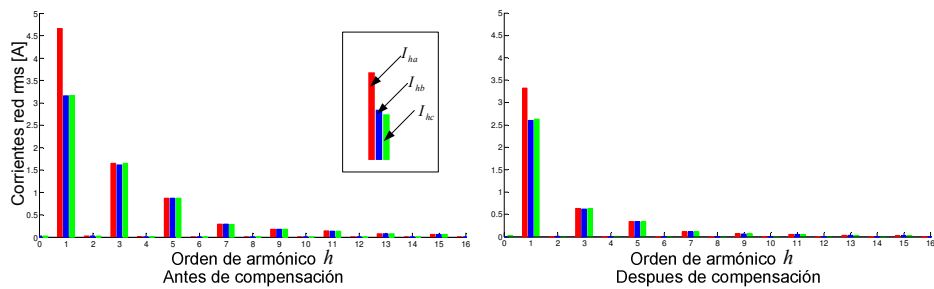 Corrientes red rms [A]
5
4.5
4
3.5
3
2.5
2
1.5
1
0.5
0
0 1 2 3 4 5 6 7 8 9 10 11 12 13 14 15 16
I_ha
I_hb
I_hc
Orden de armónico h
Antes de compensación
5
4.5
4
3.5
3
2.5
2
1.5
1
0.5
0
0 1 2 3 4 5 6 7 8 9 10 11 12 13 14 15 16
Orden de armónico h
Despues de compensación